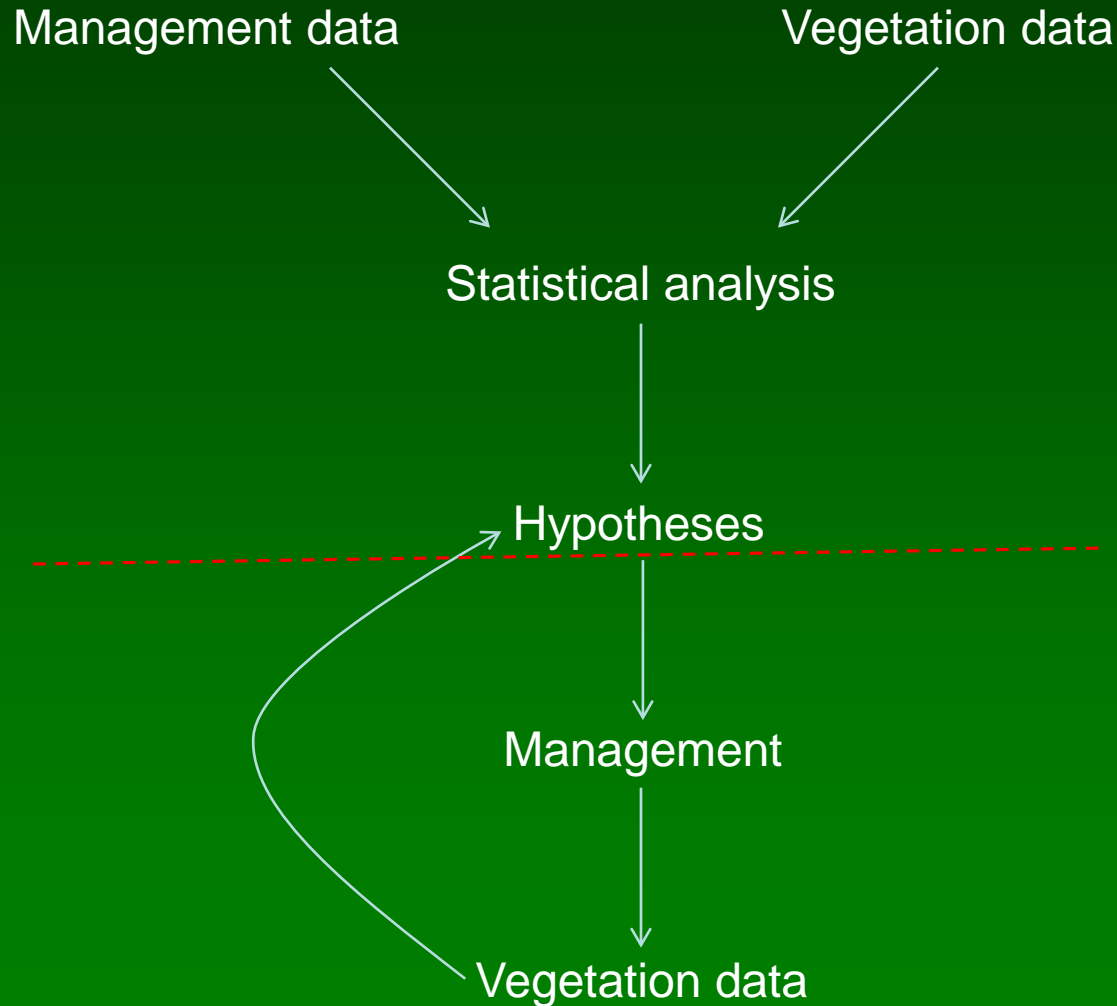 Management data
Vegetation data
Statistical analysis
Hypotheses
Management
Vegetation data